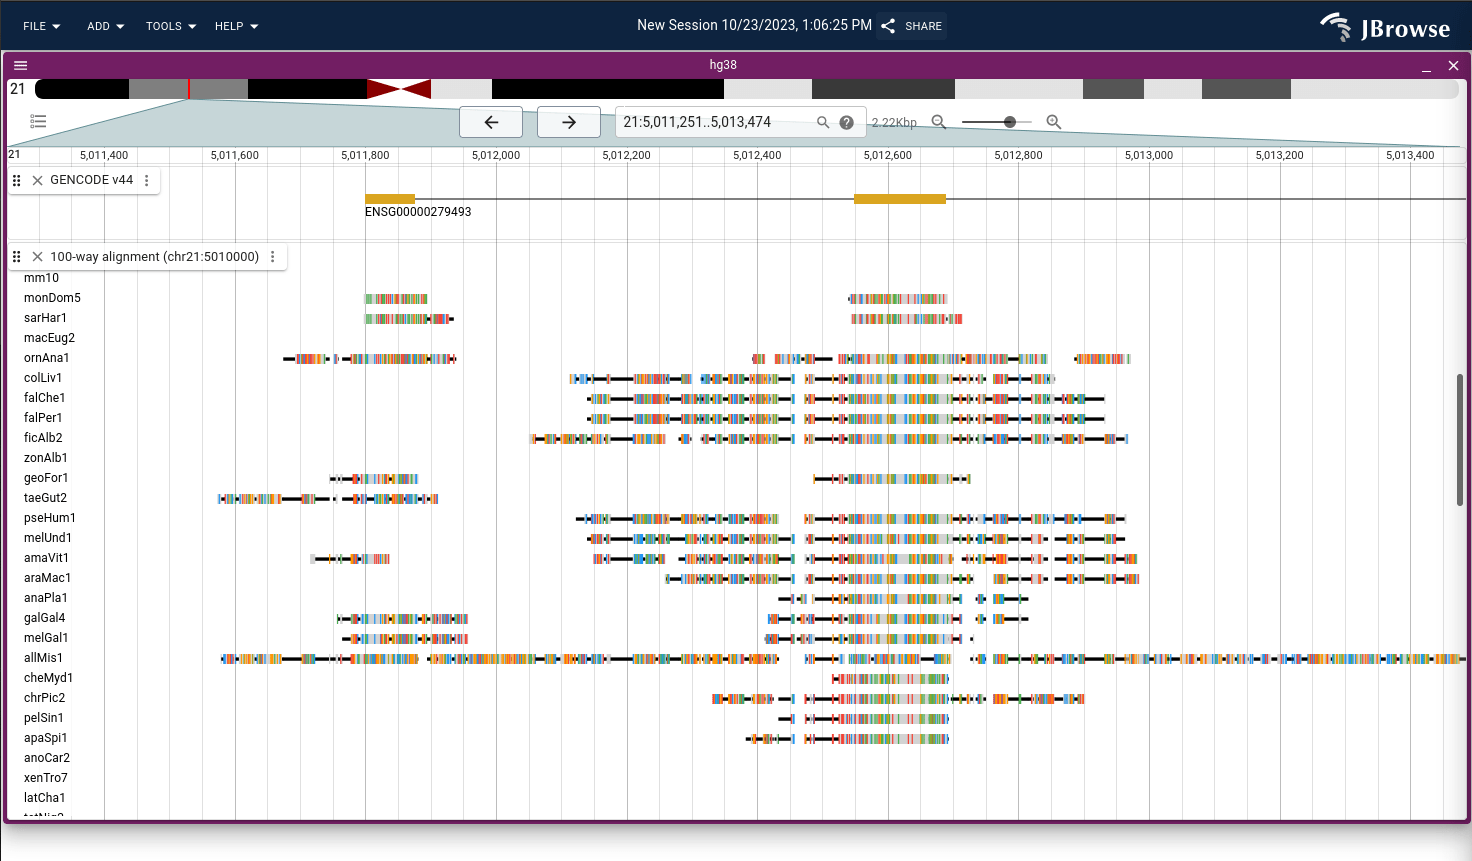 FILE ADD TOOLS HELP New Session 10/23/2023, 1:06:25 PM SHARE JBrowse
hg38
21
21:5,011,251..5,013,474 2.22Kbp
21 5,011,400 5,011,600 5,011,800 5,012,000 5,012,200 5,012,400 5,012,600 5,012,800 5,013,000 5,013,200 5,013,400
GENCODE v44
ENSG00000279493
100-way alignment (chr21:5010000)
mm10
monDom5
sarHar1
macEug2
ornAna1
colLiv1
falChe1
falPer1
ficAlb2
zonAlb1
geoFor1
taeGut2
pseHum1
melUnd1
amaVit1
araMac1
anaPla1
galGal4
melGal1
allMis1
cheMyd1
chrPic2
pelSin1
apaSpi1
anoCar2
xenTro7
latCha1